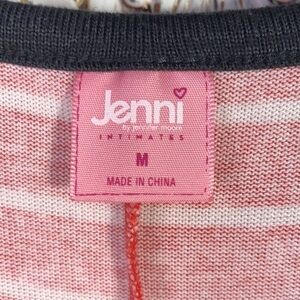 Jenni
by jennifer moore
INTIMATES
M
MADE IN CHINA